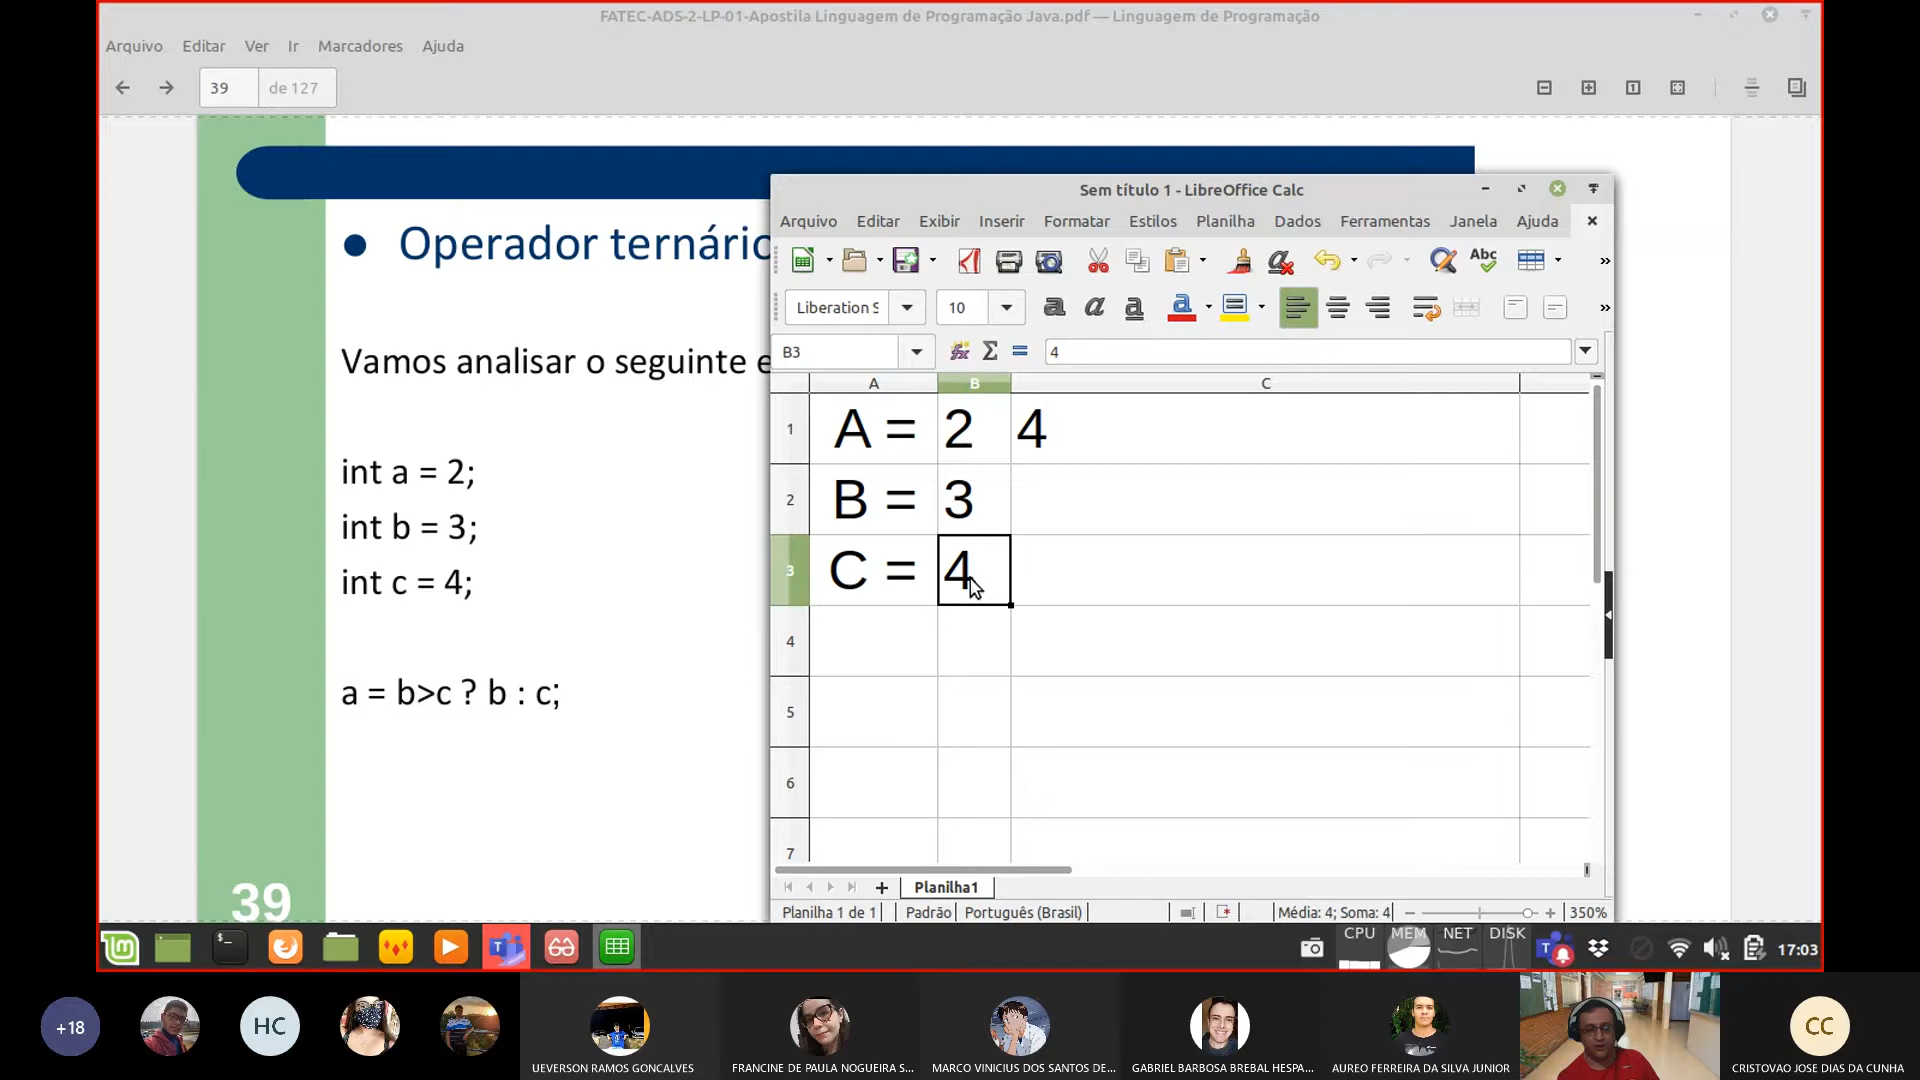 FATEC-ADS-2-LP-01-Apostila Linguagem de Programação Java.pdf — Linguagem de Programação
Arquivo Editar Ver Ir Marcadores Ajuda
39 de 127
Operador ternário
Vamos analisar o seguinte e
int a = 2;
int b = 3;
int c = 4;
a = b>c ? b : c;
39
Sem título 1 - LibreOffice Calc
Arquivo Editar Exibir Inserir Formatar Estilos Planilha Dados Ferramentas Janela Ajuda
Abc
Liberation S 10 a a a a
B3 4
A B C
1 A = 2 4
2 B = 3
3 C = 4
4
5
6
7
Planilha1
Planilha 1 de 1 Padrão Português (Brasil) Média: 4; Soma: 4 350%
CPU MEM NET DISK 17:03
+18 HC CC
UEVERSON RAMOS GONCALVES FRANCINE DE PAULA NOGUEIRA S... MARCO VINICIUS DOS SANTOS DE... GABRIEL BARBOSA BREBAL HESPA... AUREO FERREIRA DA SILVA JUNIOR CRISTOVAO JOSE DIAS DA CUNHA